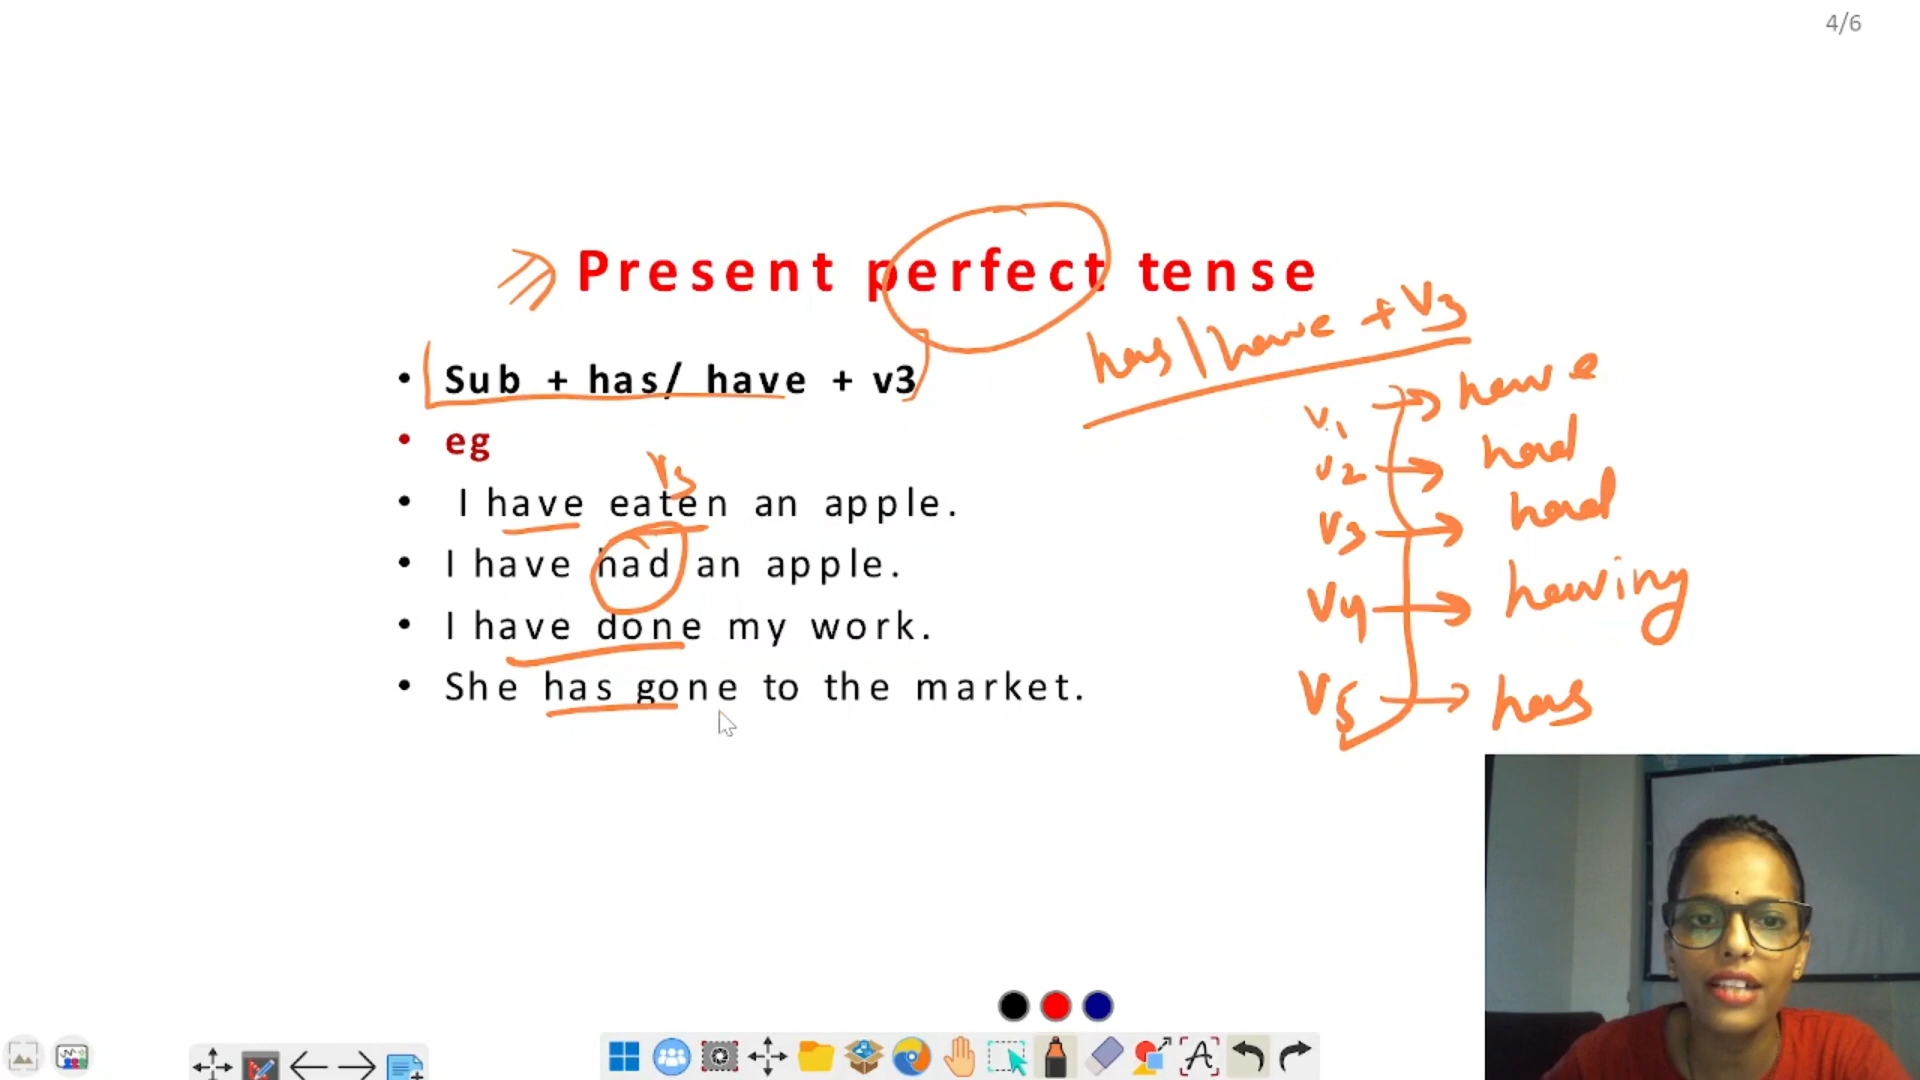 4/6
Present perfect tense
has/have + V3
• Sub + has/ have + v3
• eg
V3
• I have eaten an apple.
• I have had an apple.
• I have done my work.
• She has gone to the market.
V1 → have
V2 → had
V3 → had
V4 → having
V5 → has